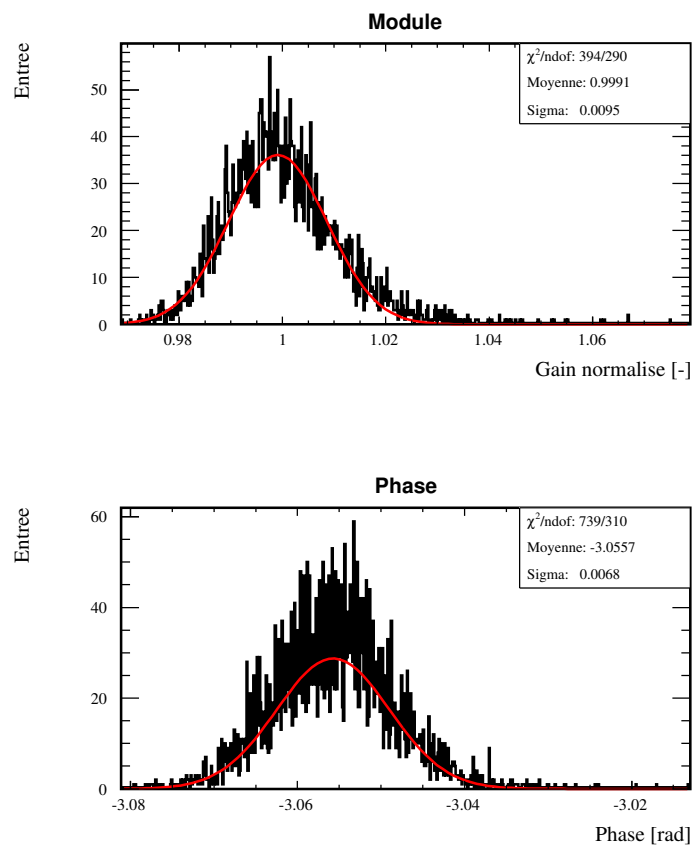 Module
Entree
χ²/ndof: 394/290
Moyenne: 0.9991
Sigma: 0.0095
50
40
30
20
10
0
0.98 1 1.02 1.04 1.06
Gain normalise [-]
Phase
Entree
χ²/ndof: 739/310
Moyenne: -3.0557
Sigma: 0.0068
60
40
20
0
-3.08 -3.06 -3.04 -3.02
Phase [rad]